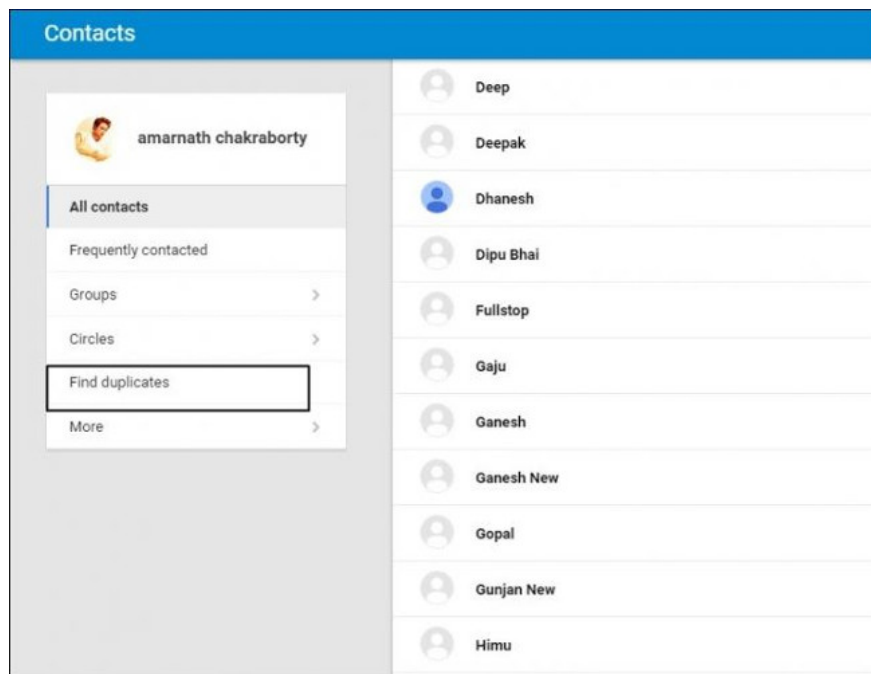 Contacts
amarnath chakraborty
All contacts
Frequently contacted
Groups
Circles
Find duplicates
More
Deep
Deepak
Dhanesh
Dipu Bhai
Fullstop
Gaju
Ganesh
Ganesh New
Gopal
Gunjan New
Himu